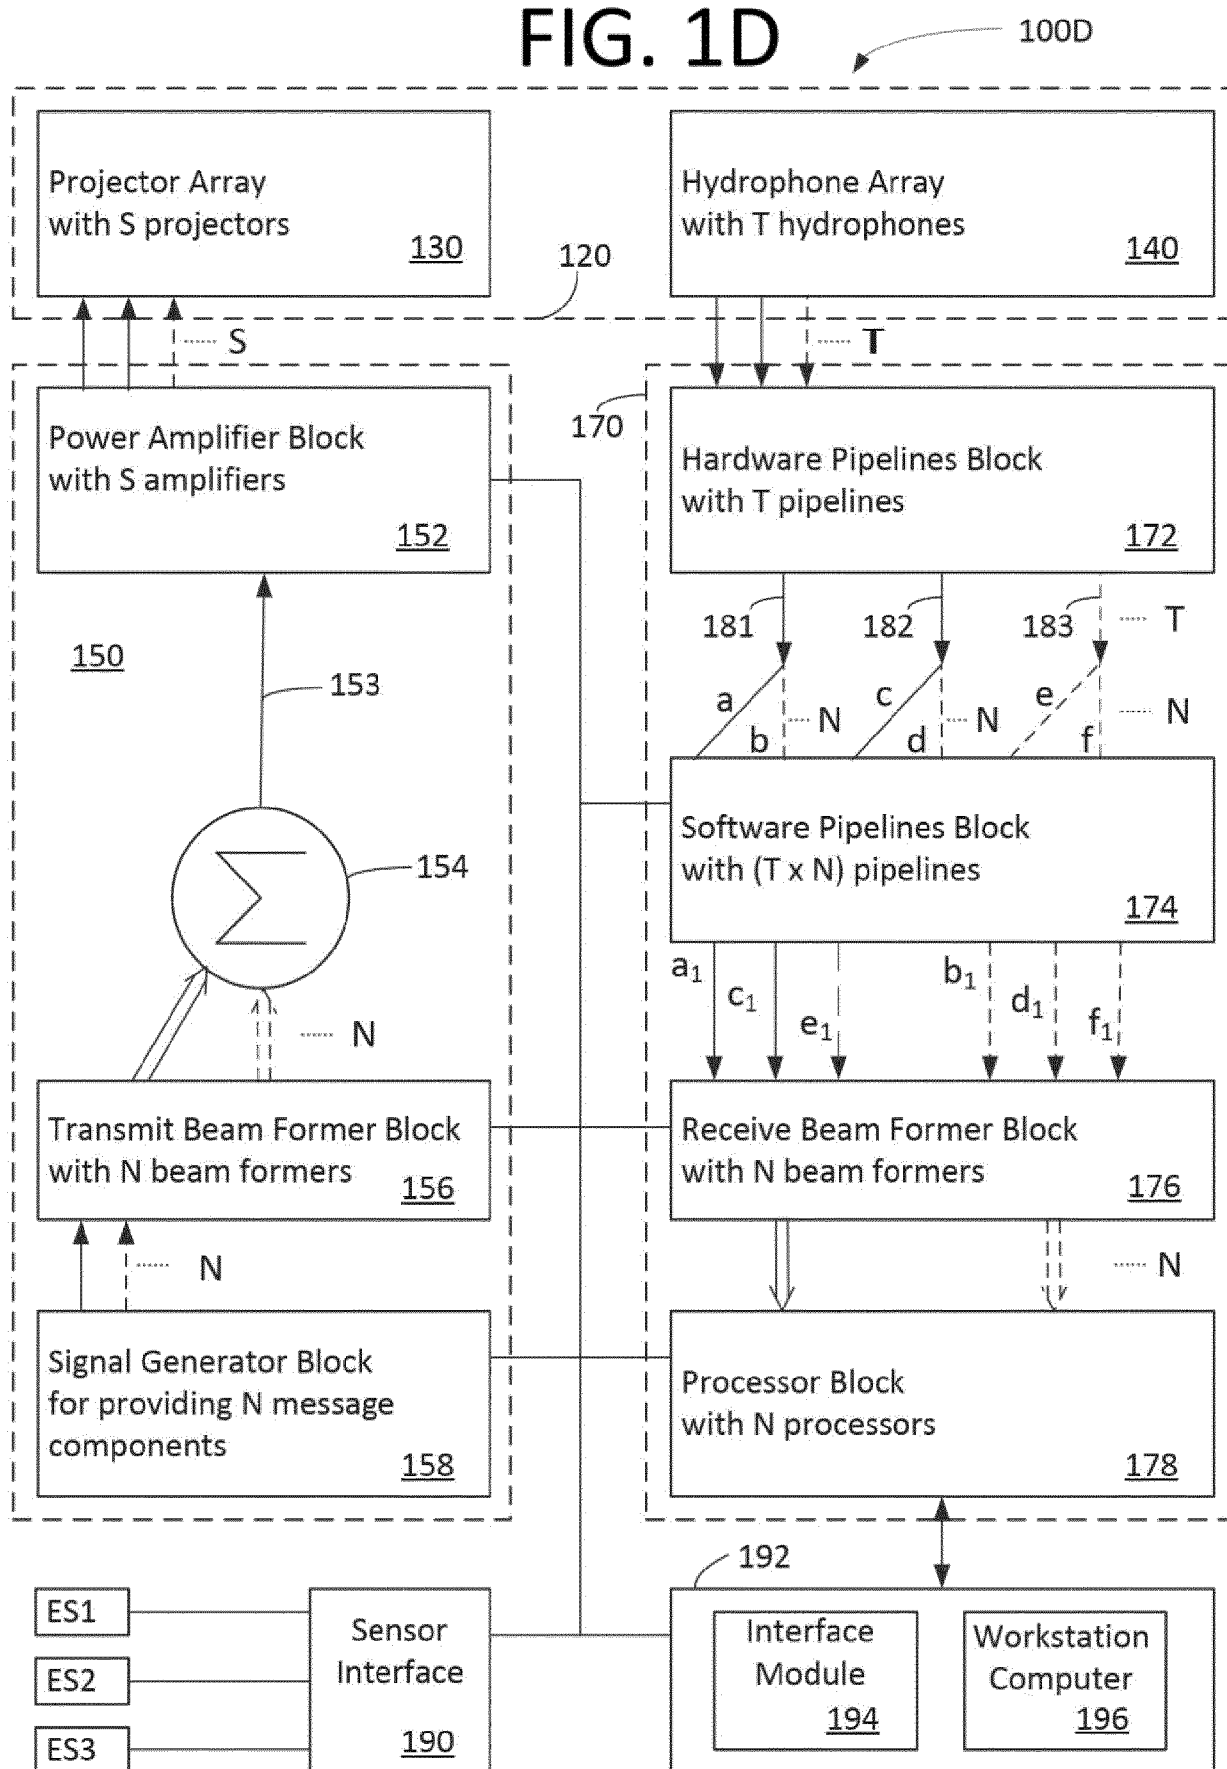 FIG. 1D
100D
Projector Array
with S projectors
130
Hydrophone Array
with T hydrophones
140
120
S
T
170
Power Amplifier Block
with S amplifiers
152
Hardware Pipelines Block
with T pipelines
172
181
182
183
T
150
153
a
b
N
c
d
N
e
f
N
154
Σ
Software Pipelines Block
with (T x N) pipelines
174
a1
c1
e1
b1
d1
f1
N
Transmit Beam Former Block
with N beam formers
156
Receive Beam Former Block
with N beam formers
176
N
N
Signal Generator Block
for providing N message
components
158
Processor Block
with N processors
178
192
ES1
ES2
ES3
Sensor
Interface
190
Interface
Module
194
Workstation
Computer
196